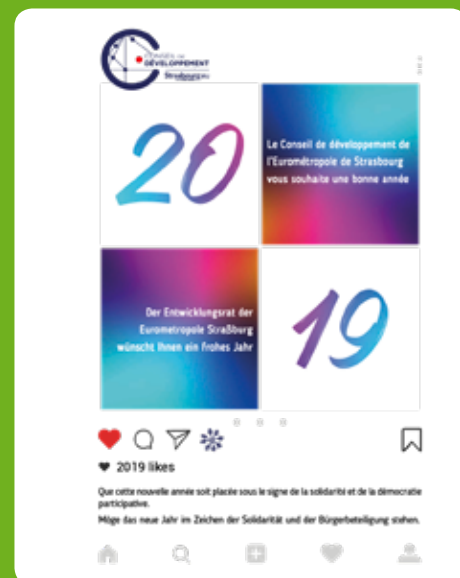 CONSEIL DE
DÉVELOPPEMENT
Strasbourg.eu
20
Le Conseil de développement de
l'Eurométropole de Strasbourg
vous souhaite une bonne année
Der Entwicklungsrat der
Eurometropole Straßburg
wünscht Ihnen ein frohes Jahr
19
2019 likes
Que cette nouvelle année soit placée sous le signe de la solidarité et de la démocratie
participative.
Möge das neue Jahr im Zeichen der Solidarität und der Bürgerbeteiligung stehen.